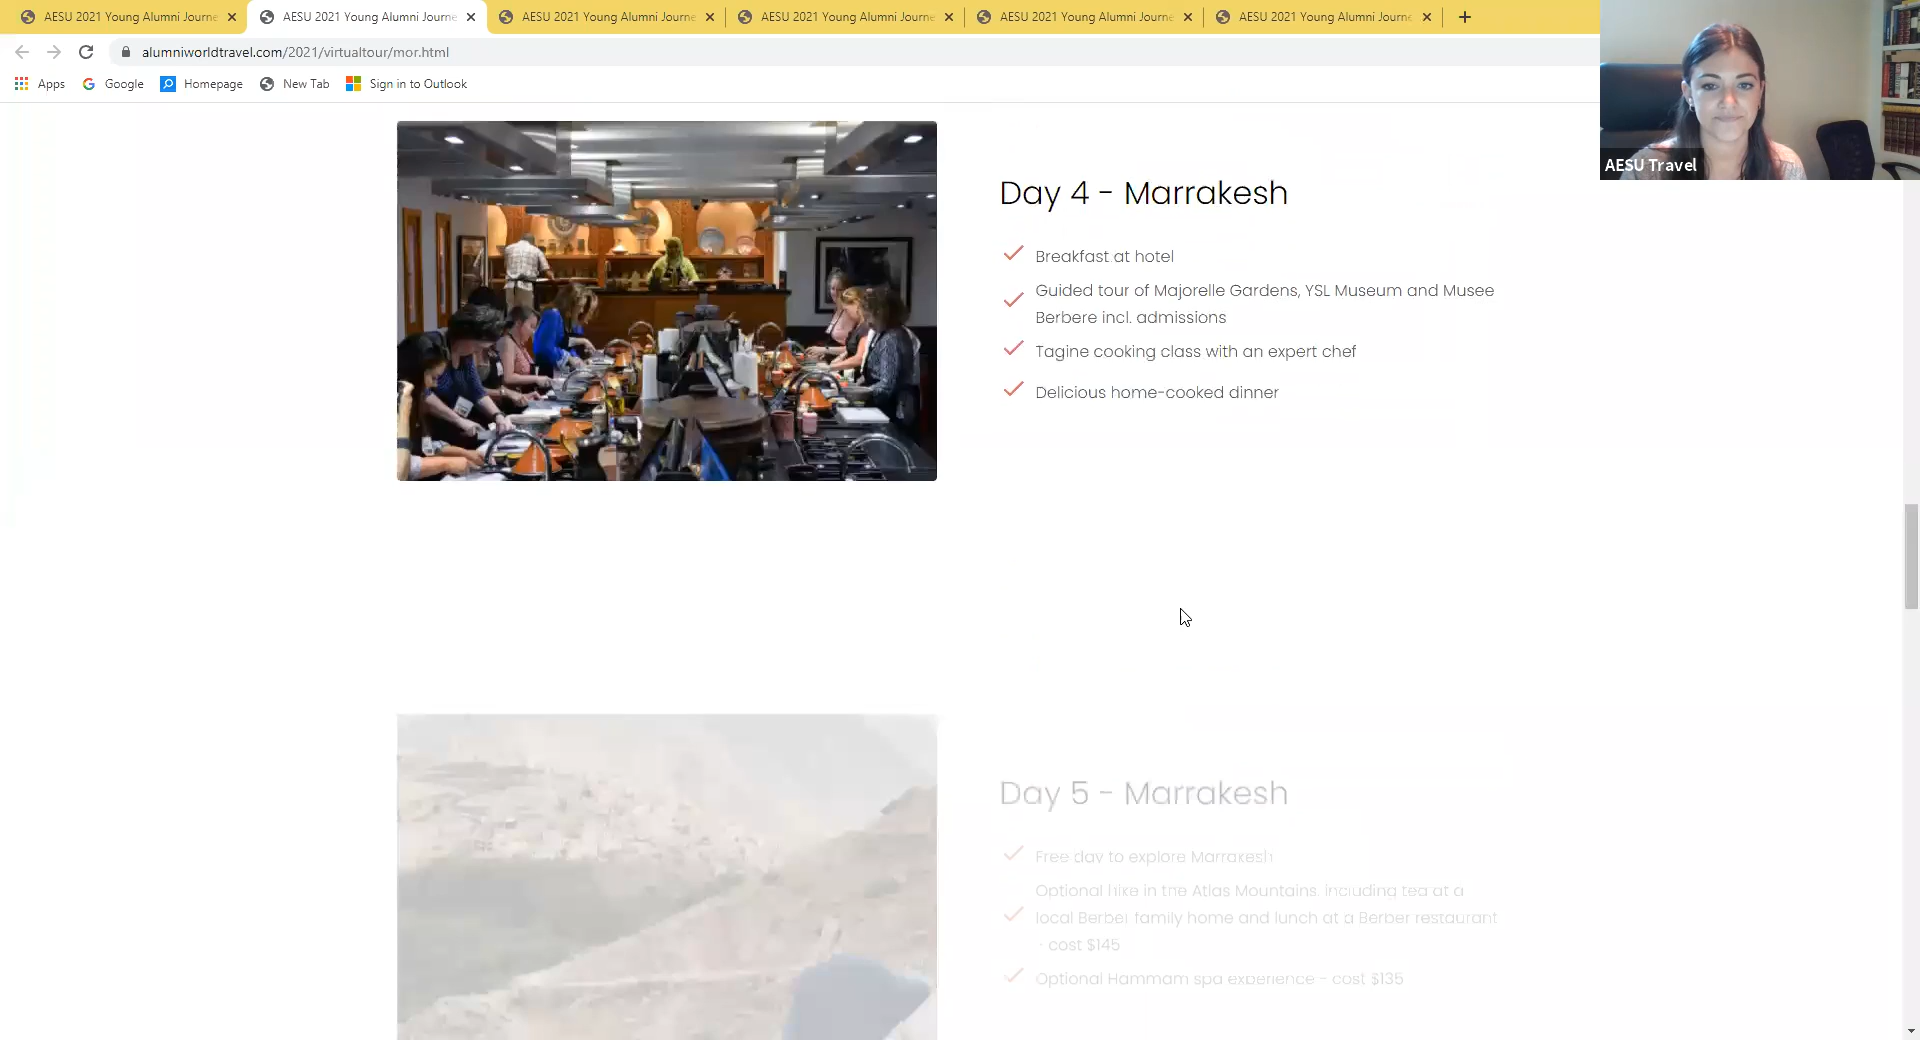 AESU 2021 Young Alumni Journe
AESU 2021 Young Alumni Journe
AESU 2021 Young Alumni Journe
AESU 2021 Young Alumni Journe
AESU 2021 Young Alumni Journe
AESU 2021 Young Alumni Journe
alumniworldtravel.com/2021/virtualtour/mor.html
Apps
Google
Homepage
New Tab
Sign in to Outlook
AESU Travel
Day 4 - Marrakesh
Breakfast at hotel
Guided tour of Majorelle Gardens, YSL Museum and Musee
Berbere incl. admissions
Tagine cooking class with an expert chef
Delicious home-cooked dinner
Day 5 - Marrakesh
Free day to explore Marrakesh
Optional hike in the Atlas Mountains, including tea at a
local Berber family home and lunch at a Berber restaurant
- cost $145
Optional Hammam spa experience - cost $135